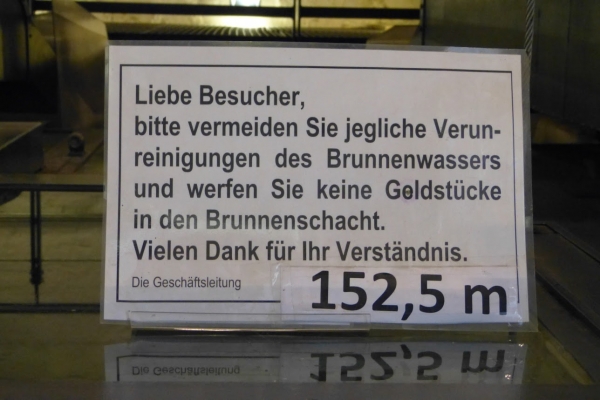 Liebe Besucher,
bitte vermeiden Sie jegliche Verun-
reinigungen des Brunnenwassers
und werfen Sie keine Geldstücke
in den Brunnenschacht.
Vielen Dank für Ihr Verständnis.
Die Geschäftsleitung
152,5 m